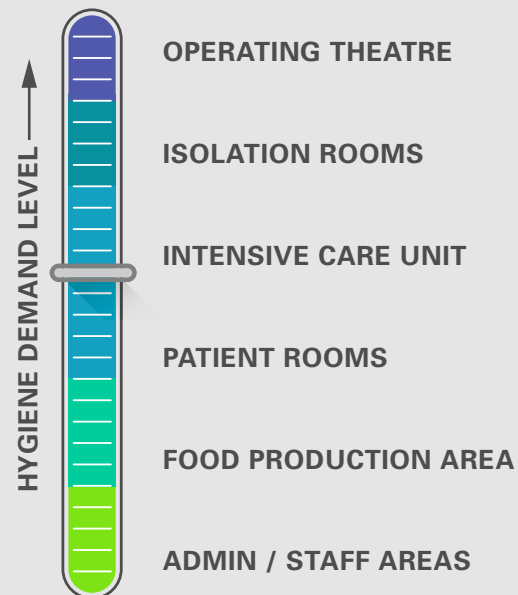 HYGIENE DEMAND LEVEL
OPERATING THEATRE
ISOLATION ROOMS
INTENSIVE CARE UNIT
PATIENT ROOMS
FOOD PRODUCTION AREA
ADMIN / STAFF AREAS